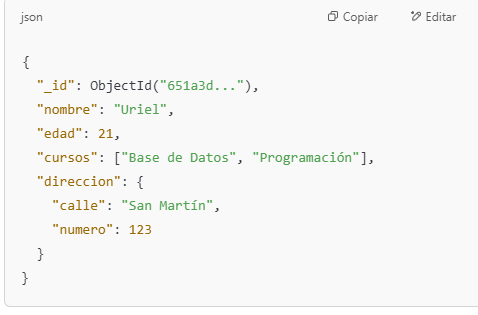 json Copiar Editar
{
"_id": ObjectId("651a3d..."),
"nombre": "Uriel",
"edad": 21,
"cursos": ["Base de Datos", "Programación"],
"direccion": {
"calle": "San Martín",
"numero": 123
}
}